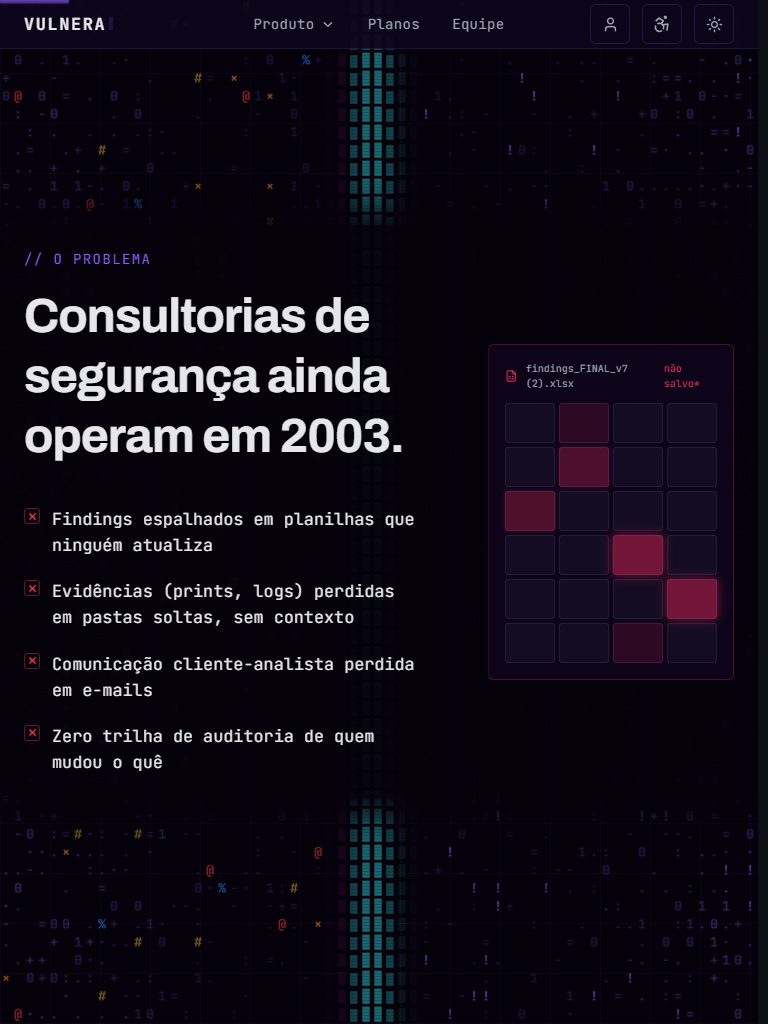 VULNERA
Produto
Planos
Equipe
// O PROBLEMA
Consultorias de
segurança ainda
operam em 2003.
Findings espalhados em planilhas que
ninguém atualiza
Evidências (prints, logs) perdidas
em pastas soltas, sem contexto
Comunicação cliente-analista perdida
em e-mails
Zero trilha de auditoria de quem
mudou o quê
findings_FINAL_v7
(2).xlsx
não
salvo*